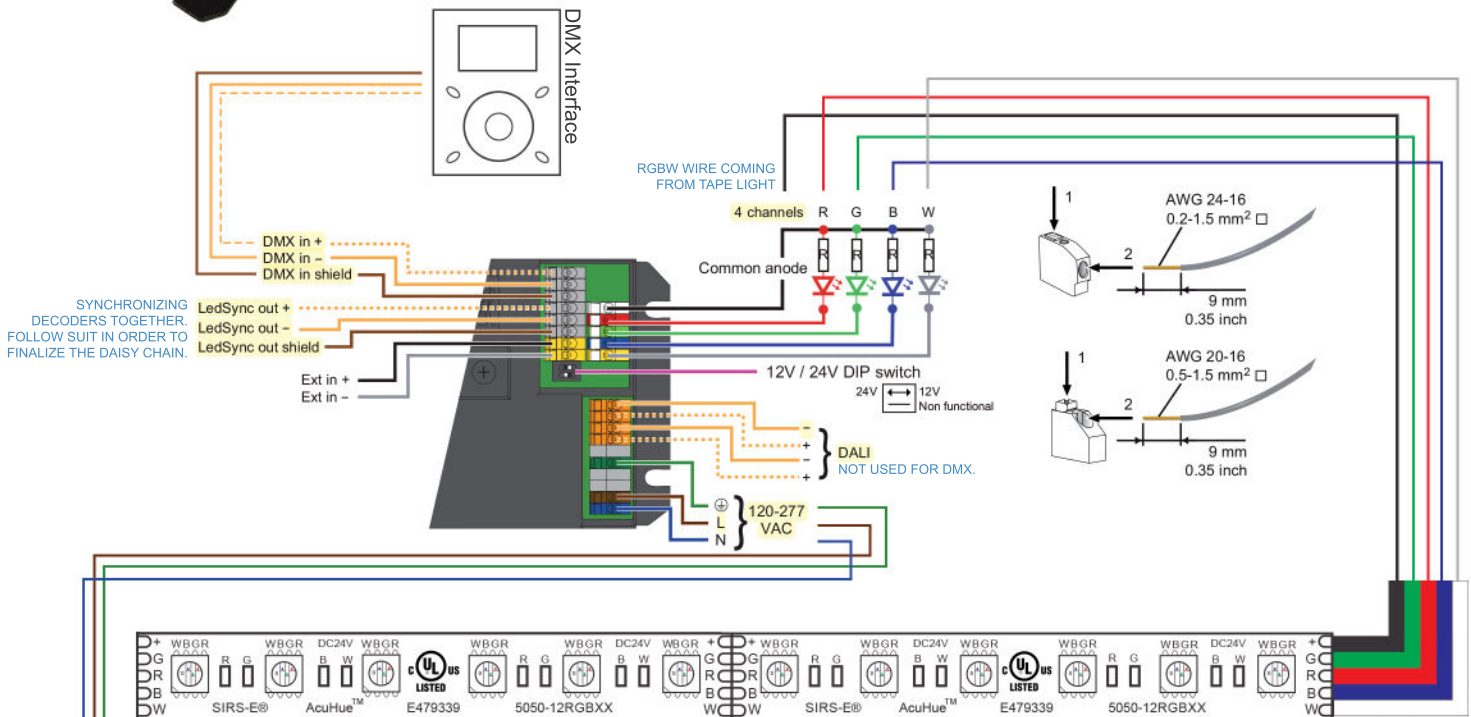 DMX Interface
RGBW WIRE COMING
FROM TAPE LIGHT
4 channels R G B W
Common anode
DMX in +
DMX in –
DMX in shield
SYNCHRONIZING
DECODERS TOGETHER.
FOLLOW SUIT IN ORDER TO
FINALIZE THE DAISY CHAIN.
LedSync out +
LedSync out –
LedSync out shield
Ext in +
Ext in –
R R R R
12V / 24V DIP switch
24V 12V
Non functional
–
+
–
+
DALI
NOT USED FOR DMX.
L
N
120-277
VAC
1
2
AWG 24-16
0.2-1.5 mm² □
9 mm
0.35 inch
1
2
AWG 20-16
0.5-1.5 mm² □
9 mm
0.35 inch
+ WBGR WBGR DC24V WBGR WBGR WBGR DC24V WBGR + + WBGR WBGR DC24V WBGR WBGR WBGR DC24V WBGR +
G R G B W C UL US R G B W G G R G B W C UL US R G B W G
R LISTED R R LISTED R
B B B B
W SIRS-E® AcuHue™ E479339 5050-12RGBXX W W SIRS-E® AcuHue™ E479339 5050-12RGBXX W